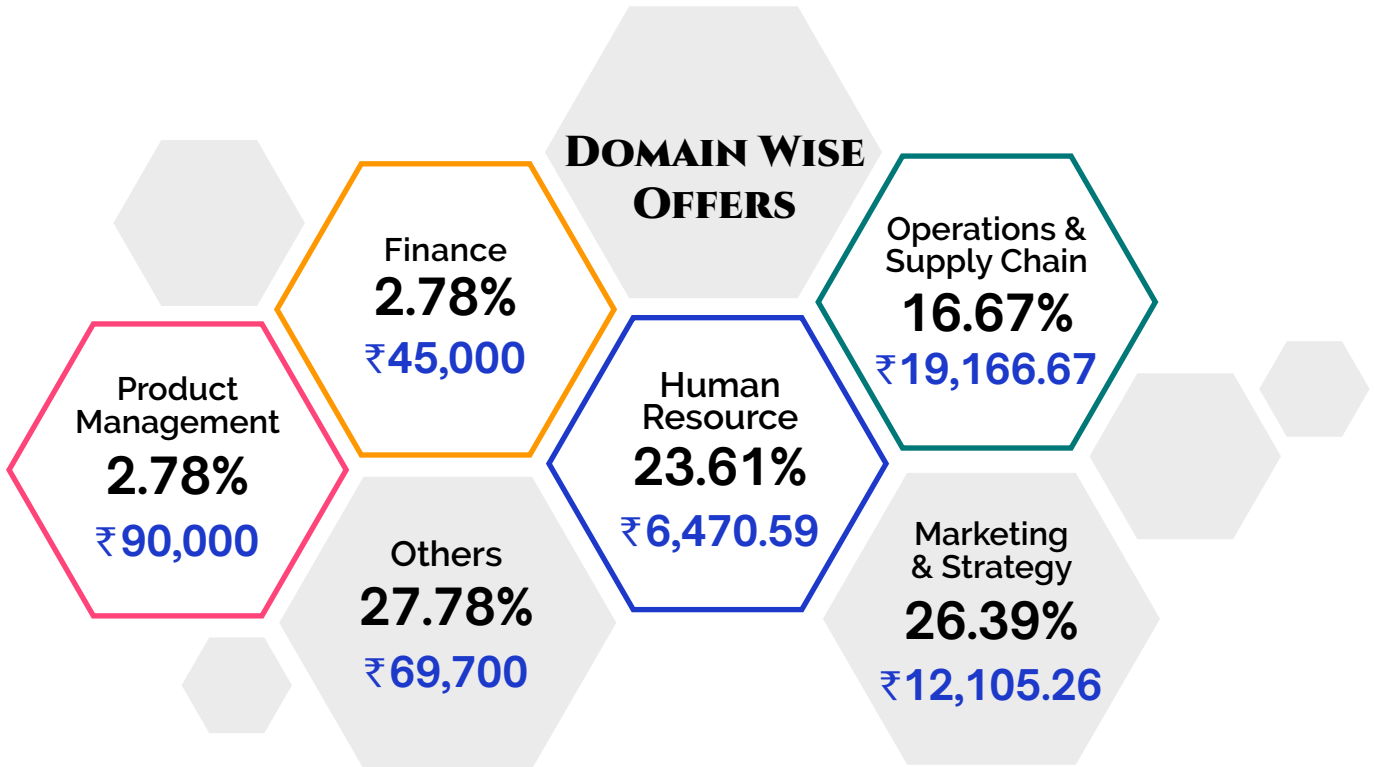 Domain Wise
Offers
Product
Management
2.78%
₹90,000
Finance
2.78%
₹45,000
Others
27.78%
₹69,700
Human
Resource
23.61%
₹6,470.59
Operations &
Supply Chain
16.67%
₹19,166.67
Marketing
& Strategy
26.39%
₹12,105.26